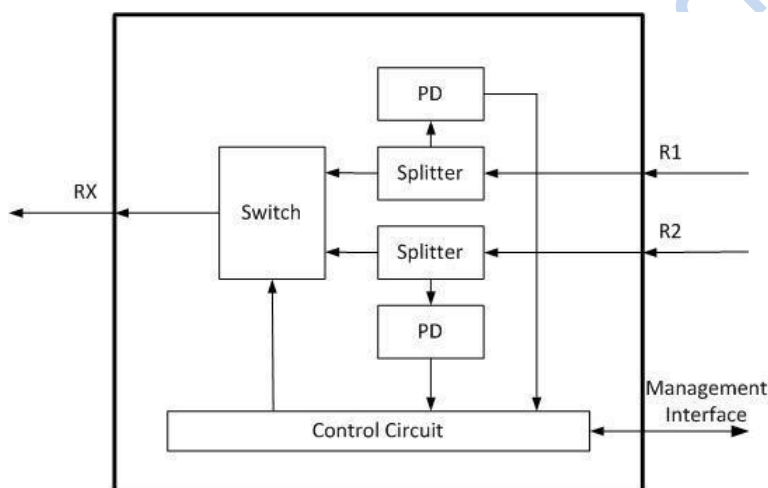 PD
R1
Splitter
RX
Switch
R2
Splitter
PD
Management
Interface
Control Circuit